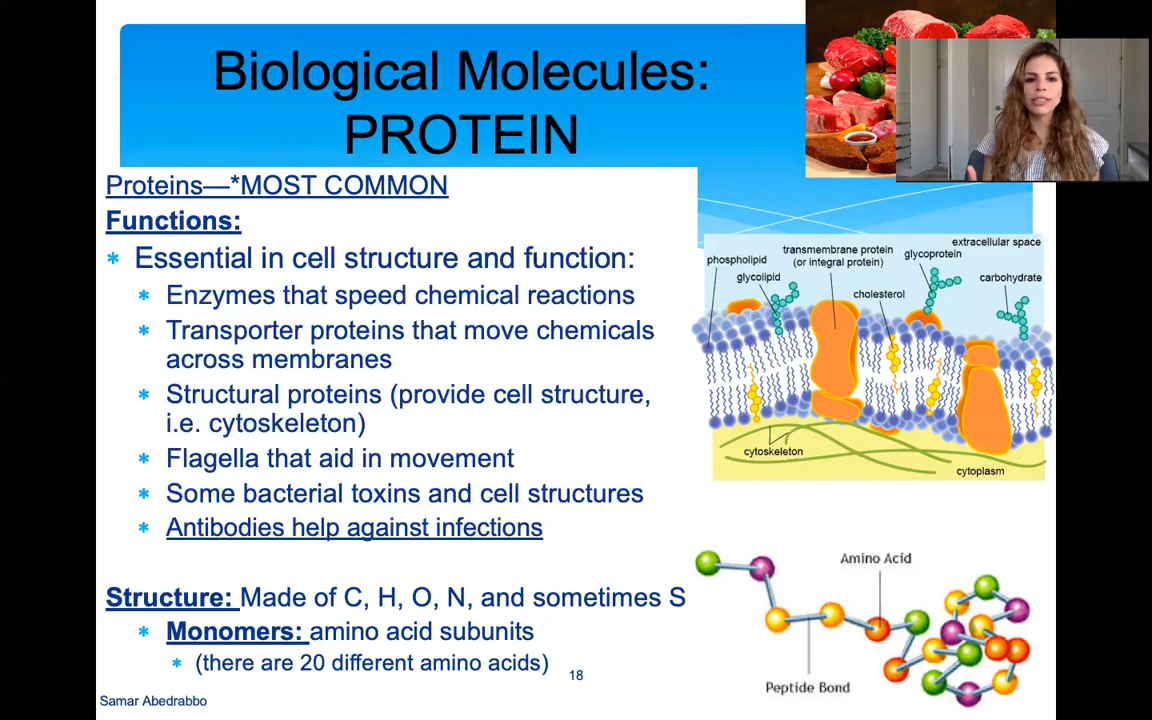 Biological Molecules:
PROTEIN
Proteins—*MOST COMMON
Functions:
* Essential in cell structure and function:
* Enzymes that speed chemical reactions
* Transporter proteins that move chemicals
across membranes
* Structural proteins (provide cell structure,
i.e. cytoskeleton)
* Flagella that aid in movement
* Some bacterial toxins and cell structures
* Antibodies help against infections
Structure: Made of C, H, O, N, and sometimes S
* Monomers: amino acid subunits
* (there are 20 different amino acids)
18
Samar Abedrabbo
phospholipid
glycolipid
transmembrane protein
(or integral protein)
cholesterol
glycoprotein
extracellular space
carbohydrate
cytoskeleton
cytoplasm
Amino Acid
Peptide Bond